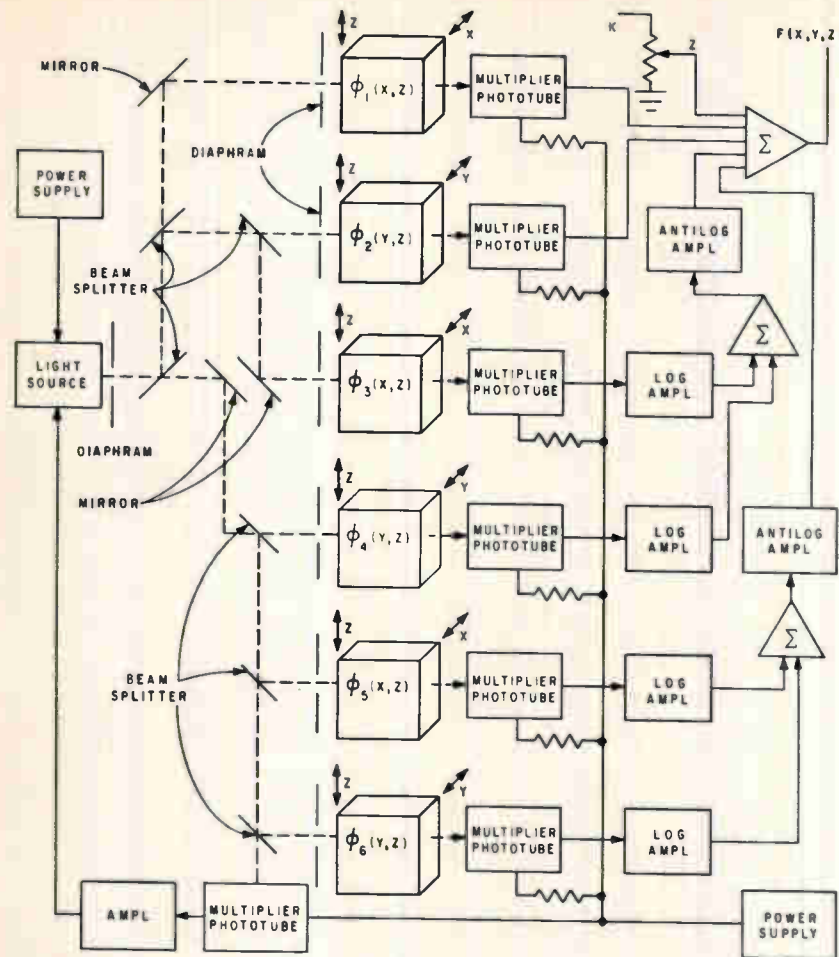 MIRROR
Z
X
ϕ1(X,Z)
MULTIPLIER
PHOTOTUBE
K
Z
F(X,Y,Z
Σ
POWER
SUPPLY
DIAPHRAM
Z
Y
ϕ2(Y,Z)
MULTIPLIER
PHOTOTUBE
ANTILOG
AMPL
BEAM
SPLITTER
Σ
LIGHT
SOURCE
Z
X
ϕ3(X,Z)
MULTIPLIER
PHOTOTUBE
LOG
AMPL
DIAPHRAM
MIRROR
Z
Y
ϕ4(Y,Z)
MULTIPLIER
PHOTOTUBE
LOG
AMPL
ANTILOG
AMPL
Σ
BEAM
SPLITTER
Z
X
ϕ5(X,Z)
MULTIPLIER
PHOTOTUBE
LOG
AMPL
Z
Y
ϕ6(Y,Z)
MULTIPLIER
PHOTOTUBE
LOG
AMPL
AMPL
MULTIPLIER
PHOTOTUBE
POWER
SUPPLY